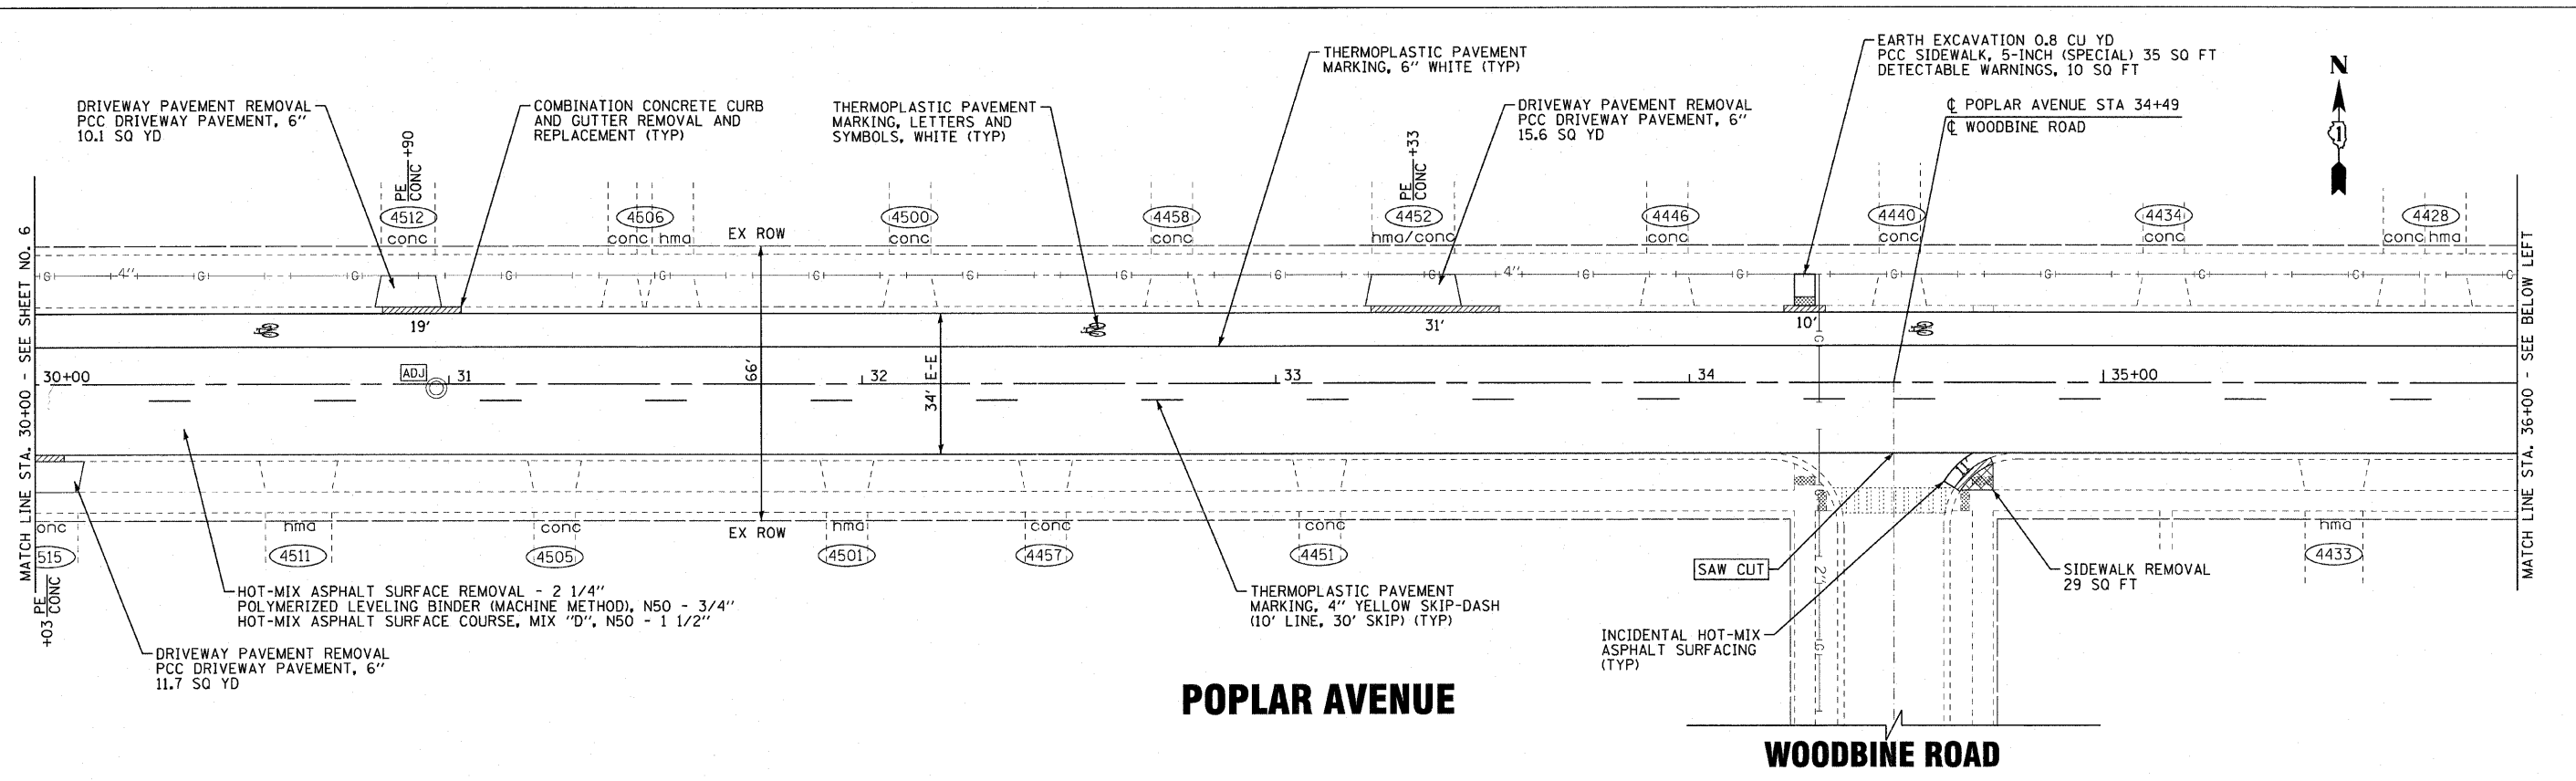 THERMOPLASTIC PAVEMENT
MARKING, 6" WHITE (TYP)
EARTH EXCAVATION 0.8 CU YD
PCC SIDEWALK, 5-INCH (SPECIAL) 35 SQ FT
DETECTABLE WARNINGS, 10 SQ FT
N
1
DRIVEWAY PAVEMENT REMOVAL
PCC DRIVEWAY PAVEMENT, 6"
10.1 SQ YD
COMBINATION CONCRETE CURB
AND GUTTER REMOVAL AND
REPLACEMENT (TYP)
THERMOPLASTIC PAVEMENT
MARKING, LETTERS AND
SYMBOLS, WHITE (TYP)
DRIVEWAY PAVEMENT REMOVAL
PCC DRIVEWAY PAVEMENT, 6"
15.6 SQ YD
℄ POPLAR AVENUE STA 34+49
℄ WOODBINE ROAD
PE
CONC +90
PE
CONC +33
4512
4506
4500
4458
4452
4446
4440
4434
4428
conc
conc hma
EX ROW
conc
conc
hma/conc
conc
conc
conc
conc hma
G 4" G G G G G G G G G 4" G G G G G G
19'
31'
10'
MATCH LINE STA. 30+00 - SEE SHEET NO. 6
MATCH LINE STA. 36+00 - SEE BELOW LEFT
30+00
ADJ
31
66'
32
34' E-E
33
34
35+00
G
onc
hma
conc
EX ROW
hma
conc
conc
hma
515
4511
4505
4501
4457
4451
4433
+03 PE
CONC
HOT-MIX ASPHALT SURFACE REMOVAL - 2 1/4"
POLYMERIZED LEVELING BINDER (MACHINE METHOD), N50 - 3/4"
HOT-MIX ASPHALT SURFACE COURSE, MIX "D", N50 - 1 1/2"
THERMOPLASTIC PAVEMENT
MARKING, 4" YELLOW SKIP-DASH
(10' LINE, 30' SKIP) (TYP)
SAW CUT
2"
G
SIDEWALK REMOVAL
29 SQ FT
INCIDENTAL HOT-MIX
ASPHALT SURFACING
(TYP)
DRIVEWAY PAVEMENT REMOVAL
PCC DRIVEWAY PAVEMENT, 6"
11.7 SQ YD
POPLAR AVENUE
WOODBINE ROAD